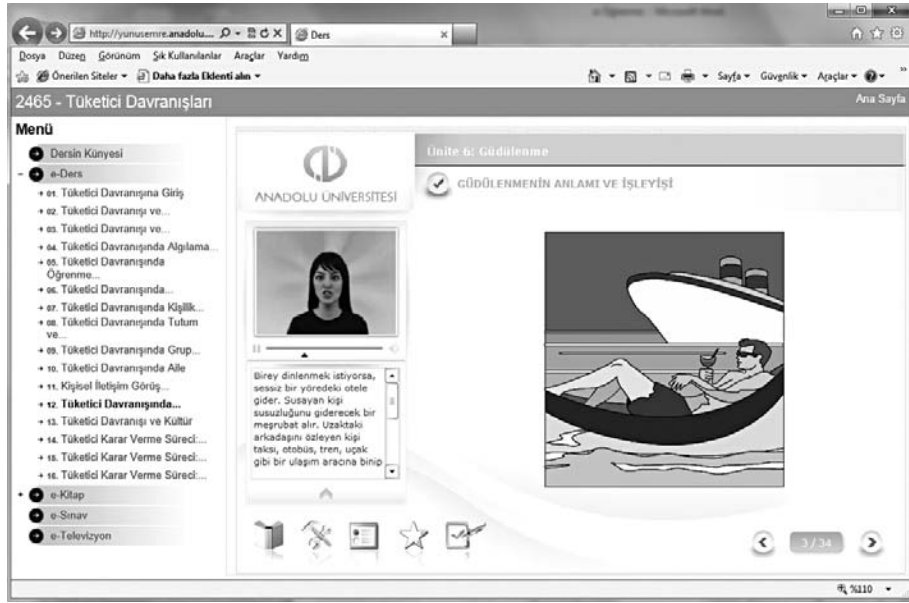 http://yunusemre.anadolu...
Ders
Dosya Düzen Görünüm Sık Kullanılanlar Araçlar Yardım
Önerilen Siteler Daha fazla Eklenti alın
Sayfa Güvenlik Araçlar
2465 - Tüketici Davranışları
Ana Sayfa
Menü
Dersin Künyesi
e-Ders
01. Tüketici Davranışına Giriş
02. Tüketici Davranışı ve...
03. Tüketici Davranışı ve...
04. Tüketici Davranışında Algılama...
05. Tüketici Davranışında
Öğrenme...
06. Tüketici Davranışında...
07. Tüketici Davranışında Kişilik...
08. Tüketici Davranışında Tutum
ve...
09. Tüketici Davranışında Grup...
10. Tüketici Davranışında Aile
11. Kişisel İletişim Görüş...
12. Tüketici Davranışında...
13. Tüketici Davranışı ve Kültür
14. Tüketici Karar Verme Süreci:...
15. Tüketici Karar Verme Süreci:...
16. Tüketici Karar Verme Süreci:...
e-Kitap
e-Sınav
e-Televizyon
ANADOLU ÜNİVERSİTESİ
Birey dinlenmek istiyorsa,
sessiz bir yöredeki otele
gider. Susayan kişi
susuzluğunu giderecek bir
meşrubat alır. Uzaktaki
arkadaşını özleyen kişi
taksi, otobüs, tren, uçak
gibi bir ulaşım aracına binip
Ünite 6: Güdülenme
GÜDÜLENMENİN ANLAMI VE İŞLEYİŞİ
3 / 34
%110